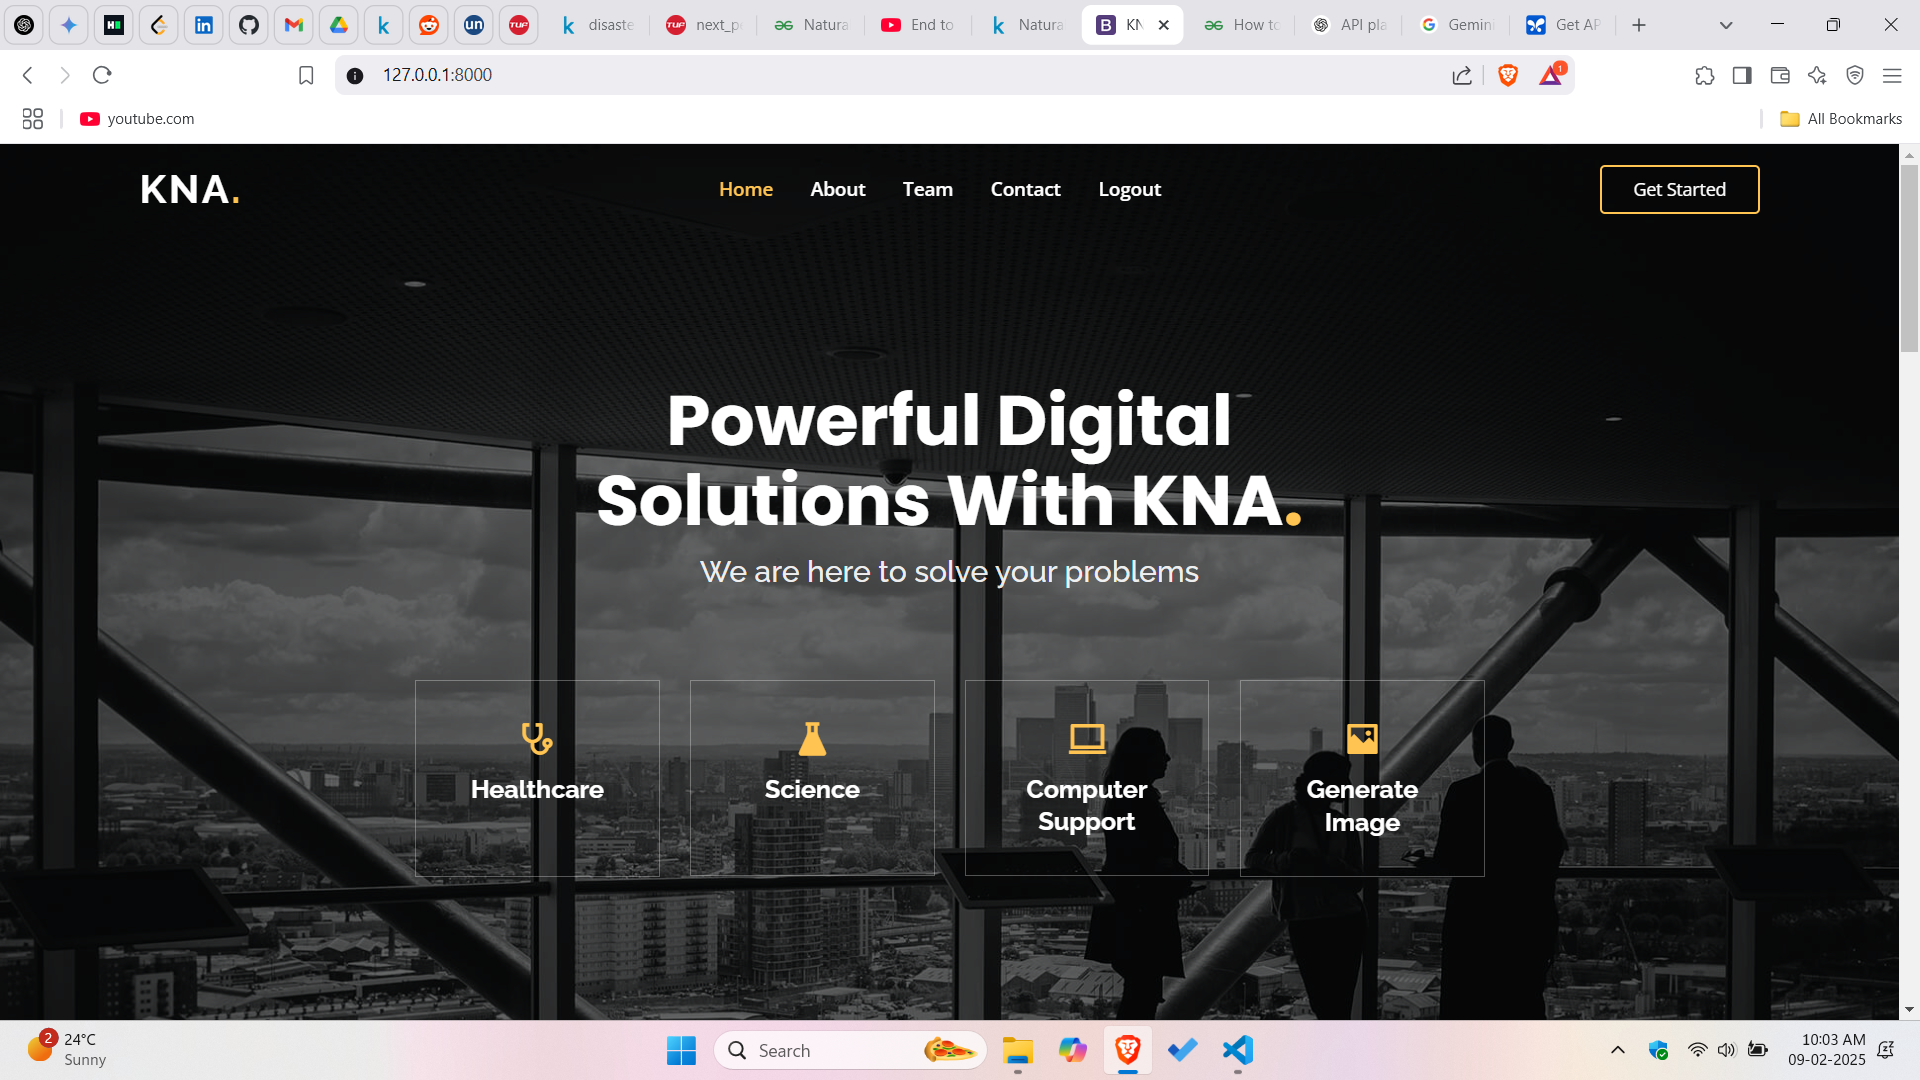 disaste
next_p
Natura
End to
Natura
KN
How to
API pla
Gemini
Get AP
127.0.0.1:8000
1
youtube.com
All Bookmarks
KNA.
Home
About
Team
Contact
Logout
Get Started
Powerful Digital
Solutions With KNA.
We are here to solve your problems
Healthcare
Science
Computer
Support
Generate
Image
2
24°C
Sunny
Search
10:03 AM
09-02-2025